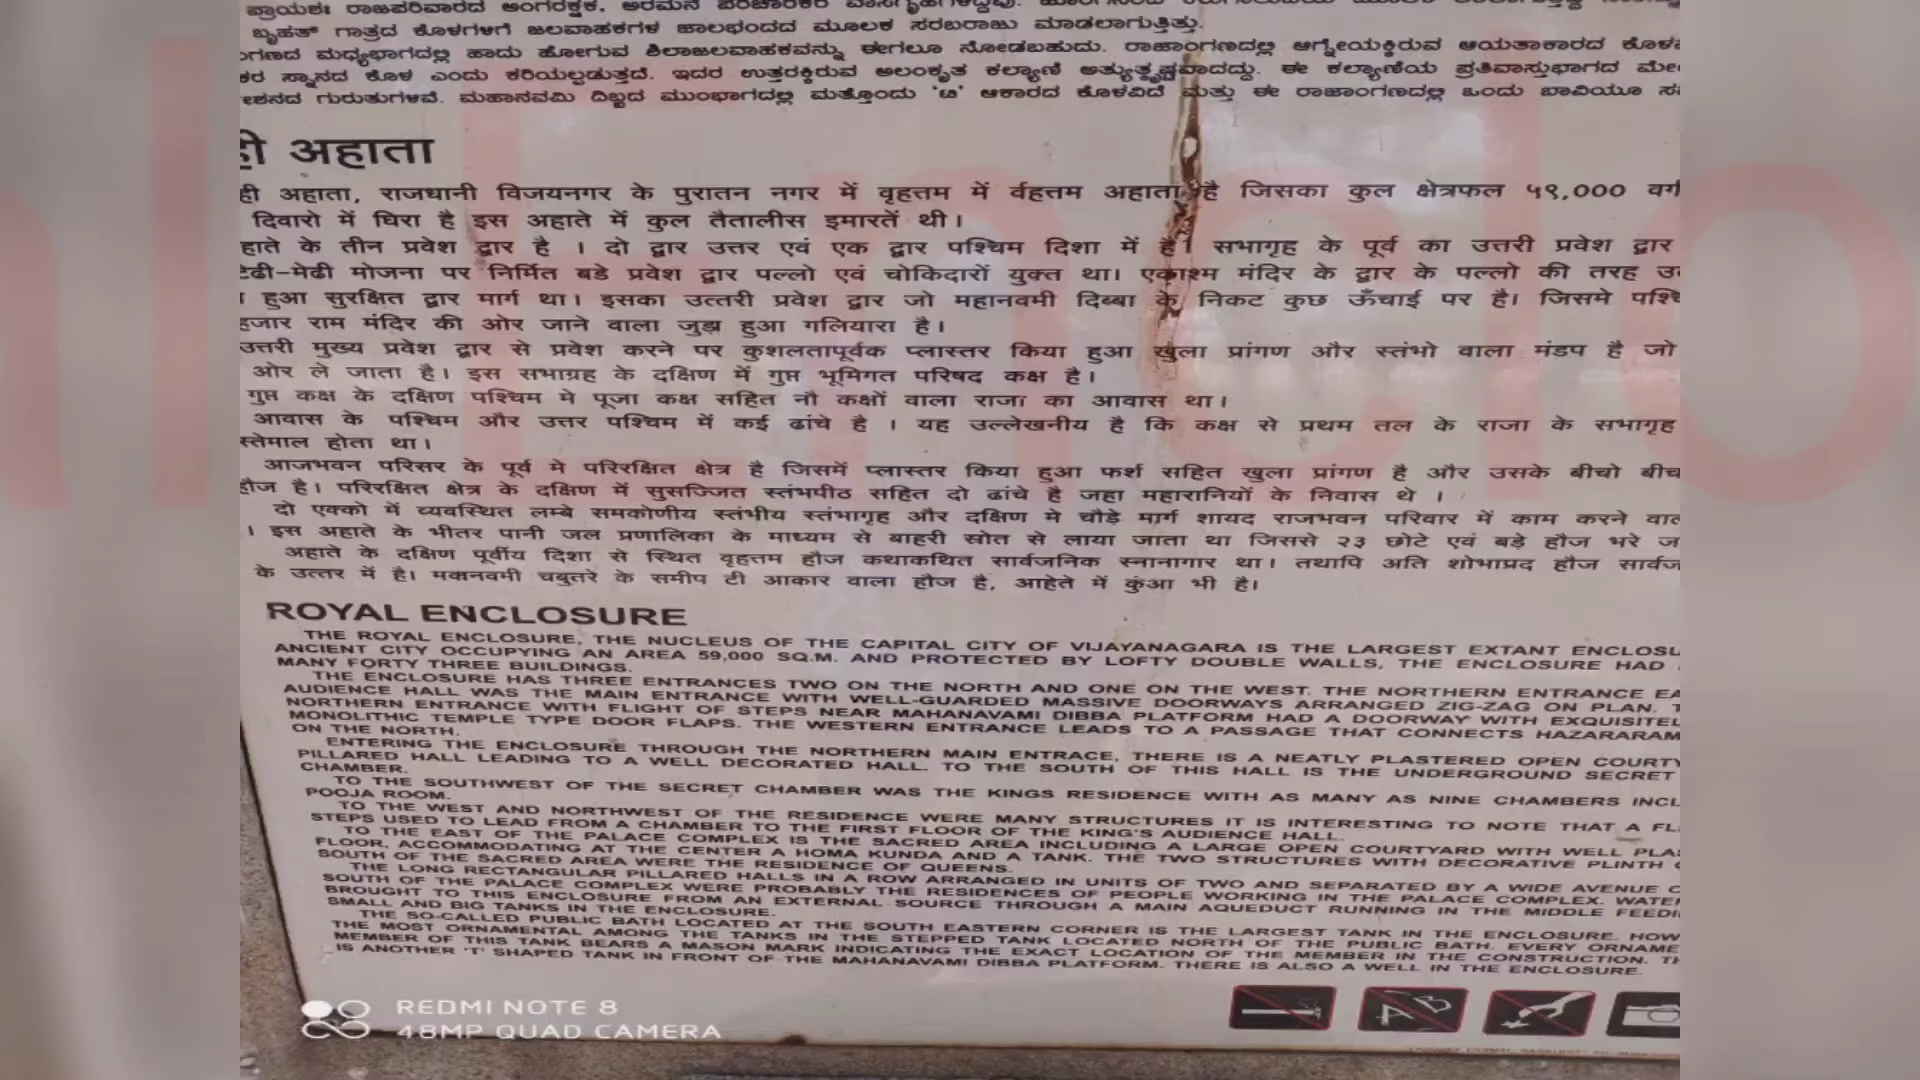 ಪ್ರಾಯಶಃ ರಾಜಪರಿವಾರದ ಅಂಗರಕ್ಷಕ, ಅರಮನೆ ಪರಿಚಾರಕರ
ಬೃಹತ್ ಗಾತ್ರದ ಕೊಳಗಳಿಗೆ ಜಲವಾಹಕಗಳ ಹಾಲಭಂದದ ಮೂಲಕ ಸರಬರಾಜು ಮಾಡಲಾಗುತ್ತಿತ್ತು.
ಗಣದ ಮಧ್ಯಭಾಗದಲ್ಲಿ ಹಾದು ಹೋಗುವ ಶಿಲಾಜಲವಾಹಕವನ್ನು ಈಗಲೂ ನೋಡಬಹುದು. ರಾಜಾಂಗಣದಲ್ಲಿ ಆಗ್ನೇಯಕ್ಕಿರುವ ಆಯತಾಕಾರದ ಕೊಳ
ಕರ ಸ್ನಾನದ ಕೊಳ ಎಂದು ಕರಿಯಲ್ಪಡುತ್ತದೆ. ಇದರ ಉತ್ತರಕ್ಕಿರುವ ಅಲಂಕೃತ ಕಲ್ಯಾಣಿ ಅತ್ಯುತ್ಕೃಷ್ಟವಾದದ್ದು. ಈ ಕಲ್ಯಾಣಿಯ ಪ್ರತಿವಾಸ್ತುಭಾಗದ ಮೇ
ಶನದ ಗುರುತುಗಳಿವೆ. ಮಹಾನವಮಿ ದಿಬ್ಬದ ಮುಂಭಾಗದಲ್ಲಿ ಮತ್ತೊಂದು 'ಟಿ' ಆಕಾರದ ಕೊಳವಿದೆ ಮತ್ತು ಈ ರಾಜಾಂಗಣದಲ್ಲಿ ಒಂದು ಬಾವಿಯೂ ಸ
ही अहाता
ही अहाता, राजधानी विजयनगर के पुरातन नगर में वृहत्तम में र्वहत्तम अहाता है जिसका कुल क्षेत्रफल ५९,००० वर्ग
दिवारो में घिरा है इस अहाते में कुल तैतालीस इमारतें थी।
हाते के तीन प्रवेश द्वार है । दो द्वार उत्तर एवं एक द्वार पश्चिम दिशा में है। सभागृह के पूर्व का उत्तरी प्रवेश द्वार
टेढी-मेढी मोजना पर निर्मित बडे प्रवेश द्वार पल्लो एवं चोकिदारों युक्त था। एकाश्म मंदिर के द्वार के पल्लो की तरह
हुआ सुरक्षित द्वार मार्ग था। इसका उत्तरी प्रवेश द्वार जो महानवमी दिब्बा के निकट कुछ ऊँचाई पर है। जिसमे पश्चि
हजार राम मंदिर की ओर जाने वाला जुड़ा हुआ गलियारा है।
उत्तरी मुख्य प्रवेश द्वार से प्रवेश करने पर कुशलतापूर्वक प्लास्तर किया हुआ खुला प्रांगण और स्तंभो वाला मंडप है जो
ओर ले जाता है। इस सभाग्रह के दक्षिण में गुप्त भूमिगत परिषद कक्ष है।
गुप्त कक्ष के दक्षिण पश्चिम मे पूजा कक्ष सहित नौ कक्षों वाला राजा का आवास था।
आवास के पश्चिम और उत्तर पश्चिम में कई ढांचे है । यह उल्लेखनीय है कि कक्ष से प्रथम तल के राजा के सभागृह
स्तेमाल होता था।
आजभवन परिसर के पूर्व मे परिरक्षित क्षेत्र है जिसमें प्लास्तर किया हुआ फर्श सहित खुला प्रांगण है और उसके बीचो बीच
हौज है। परिरक्षित क्षेत्र के दक्षिण में सुसज्जित स्तंभपीठ सहित दो ढांचे है जहा महारानियों के निवास थे ।
दो एक्को में व्यवस्थित लम्बे समकोणीय स्तंभीय स्तंभागृह और दक्षिण मे चौड़े मार्ग शायद राजभवन परिवार में काम करने
। इस अहाते के भीतर पानी जल प्रणालिका के माध्यम से बाहरी स्रोत से लाया जाता था जिससे २३ छोटे एवं बड़े हौज भरे ज
अहाते के दक्षिण पूर्वीय दिशा से स्थित वृहत्तम हौज कथाकथित सार्वजनिक स्नानागार था। तथापि अति शोभाप्रद हौज सार्वज
के उत्तर में है। मकानवमी चबुतरे के समीप टी आकार वाला हौज है, आहेते में कुंआ भी है।
ROYAL ENCLOSURE
THE ROYAL ENCLOSURE, THE NUCLEUS OF THE CAPITAL CITY OF VIJAYANAGARA IS THE LARGEST EXTANT ENCLOSU
ANCIENT CITY OCCUPYING AN AREA 59,000 SQ.M. AND PROTECTED BY LOFTY DOUBLE WALLS, THE ENCLOSURE HAD
MANY FORTY THREE BUILDINGS.
THE ENCLOSURE HAS THREE ENTRANCES TWO ON THE NORTH AND ONE ON THE WEST. THE NORTHERN ENTRANCE EA
AUDIENCE HALL WAS THE MAIN ENTRANCE WITH WELL-GUARDED MASSIVE DOORWAYS ARRANGED ZIG-ZAG ON PLAN. T
NORTHERN ENTRANCE WITH FLIGHT OF STEPS NEAR MAHANAVAMI DIBBA PLATFORM HAD A DOORWAY WITH EXQUISITEL
MONOLITHIC TEMPLE TYPE DOOR FLAPS. THE WESTERN ENTRANCE LEADS TO A PASSAGE THAT CONNECTS HAZARARAM
ON THE NORTH.
ENTERING THE ENCLOSURE THROUGH THE NORTHERN MAIN ENTRACE, THERE IS A NEATLY PLASTERED OPEN COURTY
PILLARED HALL LEADING TO A WELL DECORATED HALL. TO THE SOUTH OF THIS HALL IS THE UNDERGROUND SECRET
CHAMBER.
TO THE SOUTHWEST OF THE SECRET CHAMBER WAS THE KINGS RESIDENCE WITH AS MANY AS NINE CHAMBERS INCL
POOJA ROOM.
TO THE WEST AND NORTHWEST OF THE RESIDENCE WERE MANY STRUCTURES IT IS INTERESTING TO NOTE THAT A FL
STEPS USED TO LEAD FROM A CHAMBER TO THE FIRST FLOOR OF THE KING'S AUDIENCE HALL.
TO THE EAST OF THE PALACE COMPLEX IS THE SACRED AREA INCLUDING A LARGE OPEN COURTYARD WITH WELL PLA
FLOOR, ACCOMMODATING AT THE CENTER A HOMA KUNDA AND A TANK. THE TWO STRUCTURES WITH DECORATIVE PLINTH
SOUTH OF THE SACRED AREA WERE THE RESIDENCE OF QUEENS.
THE LONG RECTANGULAR PILLARED HALLS IN A ROW ARRANGED IN UNITS OF TWO AND SEPARATED BY A WIDE AVENUE
SOUTH OF THE PALACE COMPLEX WERE PROBABLY THE RESIDENCES OF PEOPLE WORKING IN THE PALACE COMPLEX. WATE
BROUGHT TO THIS ENCLOSURE FROM AN EXTERNAL SOURCE THROUGH A MAIN AQUEDUCT RUNNING IN THE MIDDLE FEEDI
SMALL AND BIG TANKS IN THE ENCLOSURE.
THE SO-CALLED PUBLIC BATH LOCATED AT THE SOUTH EASTERN CORNER IS THE LARGEST TANK IN THE ENCLOSURE. HOW
THE MOST ORNAMENTAL AMONG THE TANKS IN THE STEPPED TANK LOCATED NORTH OF THE PUBLIC BATH. EVERY ORNAME
MEMBER OF THIS TANK BEARS A MASON MARK INDICATING THE EXACT LOCATION OF THE MEMBER IN THE CONSTRUCTION. TH
IS ANOTHER 'T' SHAPED TANK IN FRONT OF THE MAHANAVAMI DIBBA PLATFORM. THERE IS ALSO A WELL IN THE ENCLOSURE.
REDMI NOTE 8
48MP QUAD CAMERA